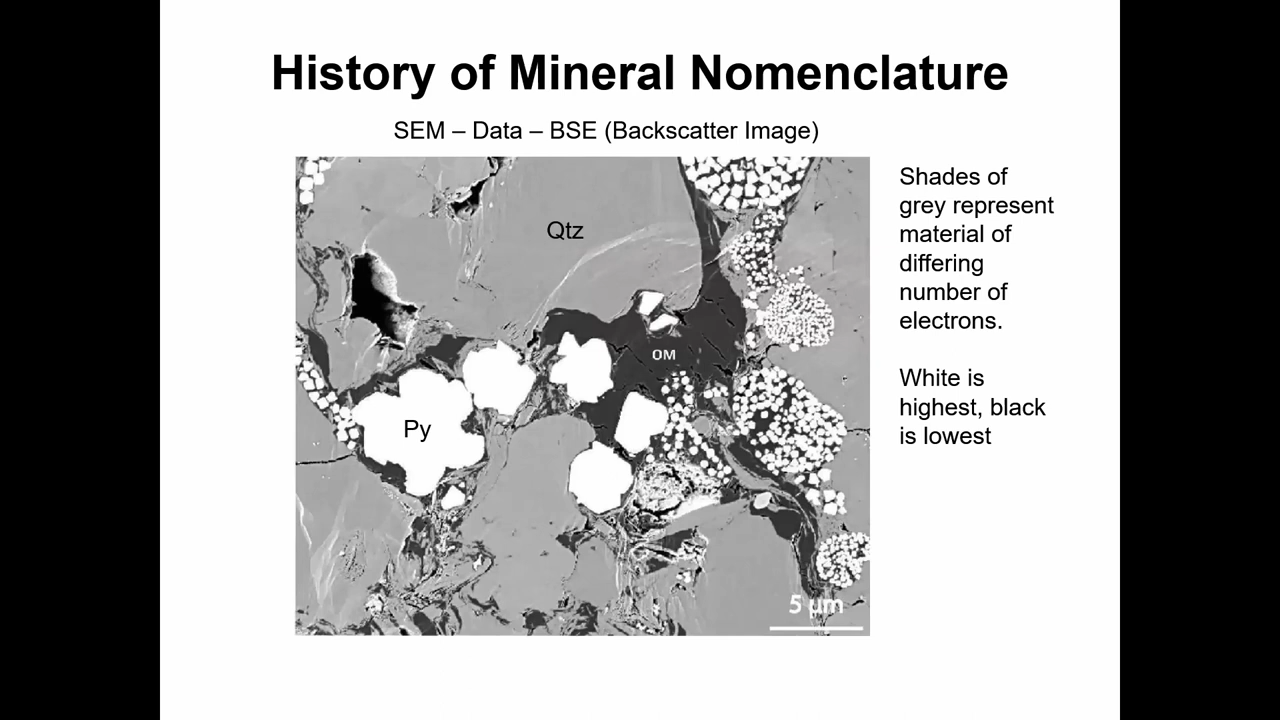 History of Mineral Nomenclature
SEM – Data – BSE (Backscatter Image)
Qtz
OM
Py
5 µm
Shades of
grey represent
material of
differing
number of
electrons.
White is
highest, black
is lowest